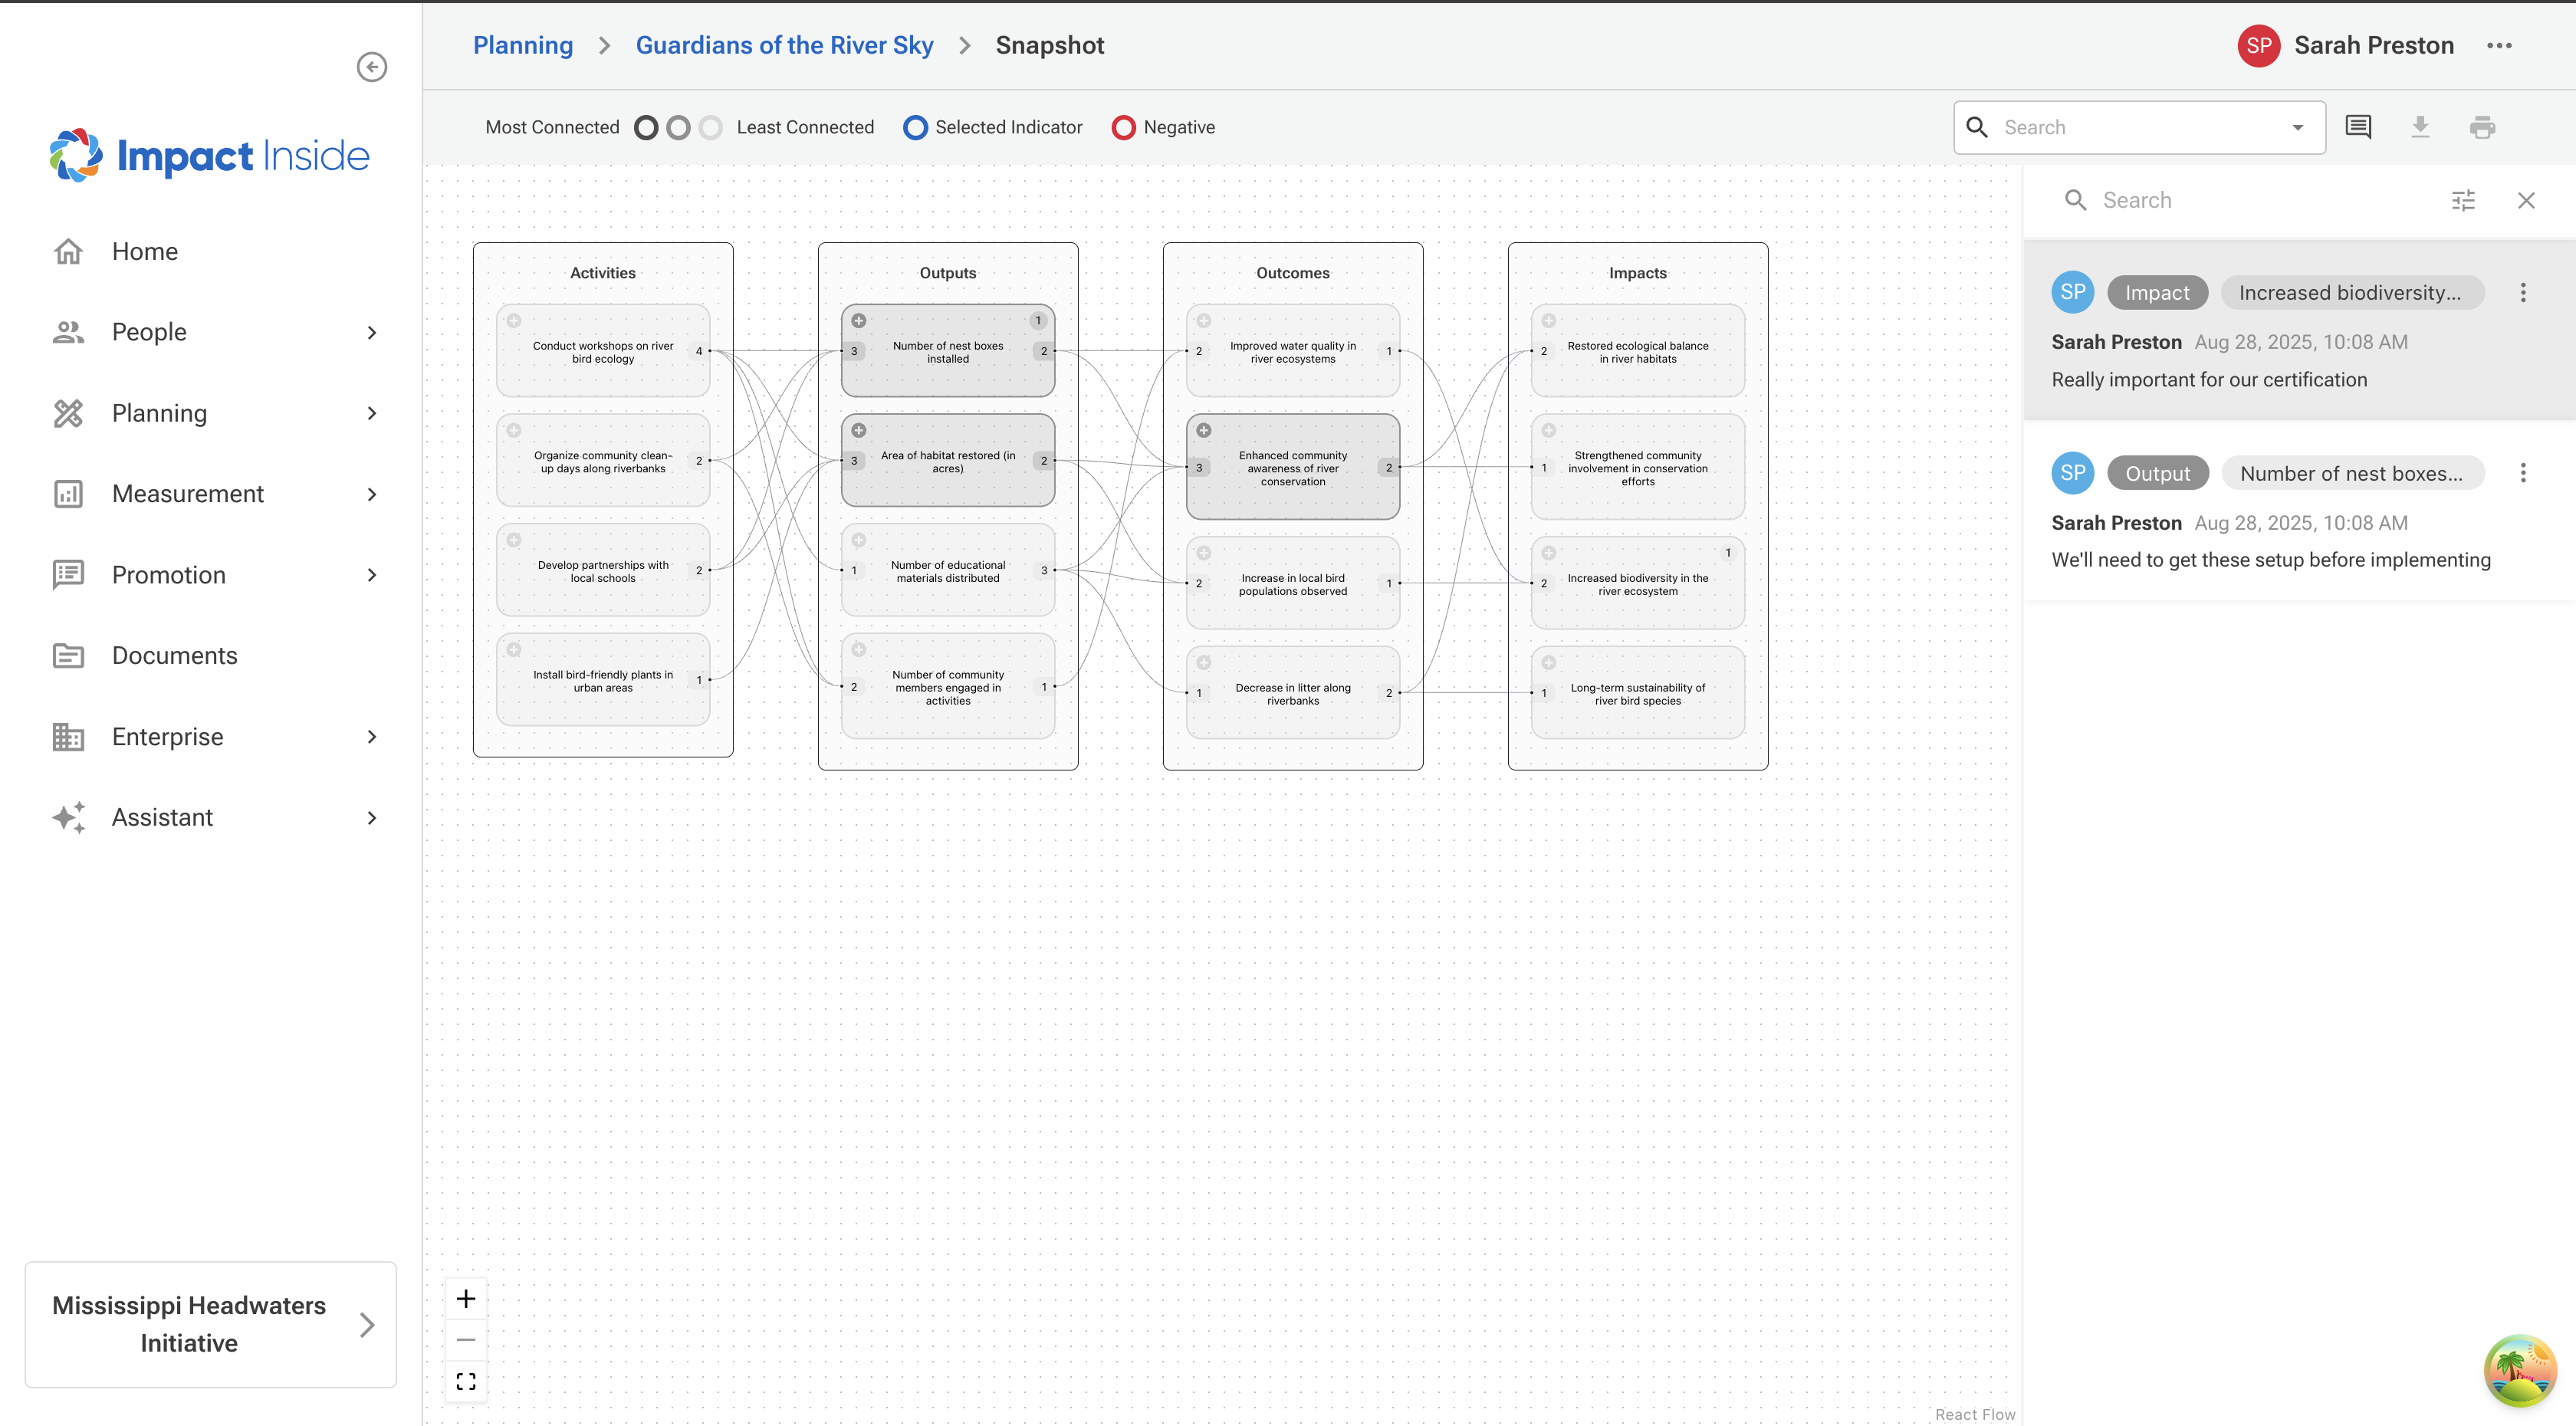 Impact Inside
Home
People
Planning
Measurement
Promotion
Documents
Enterprise
Assistant
Mississippi Headwaters
Initiative
Planning > Guardians of the River Sky > Snapshot
SP Sarah Preston
Most Connected Least Connected Selected Indicator Negative
Search
Activities
Conduct workshops on river
bird ecology
4
Organize community clean-
up days along riverbanks
2
Develop partnerships with
local schools
2
Install bird-friendly plants in
urban areas
1
Outputs
1
3
Number of nest boxes
installed
2
3
Area of habitat restored (in
acres)
2
1
Number of educational
materials distributed
3
2
Number of community
members engaged in
activities
1
Outcomes
2
Improved water quality in
river ecosystems
1
3
Enhanced community
awareness of river
conservation
2
2
Increase in local bird
populations observed
1
1
Decrease in litter along
riverbanks
2
Impacts
2
Restored ecological balance
in river habitats
1
Strengthened community
involvement in conservation
efforts
1
2
Increased biodiversity in the
river ecosystem
1
Long-term sustainability of
river bird species
Search
SP Impact Increased biodiversity...
Sarah Preston Aug 28, 2025, 10:08 AM
Really important for our certification
SP Output Number of nest boxes...
Sarah Preston Aug 28, 2025, 10:08 AM
We'll need to get these setup before implementing
React Flow